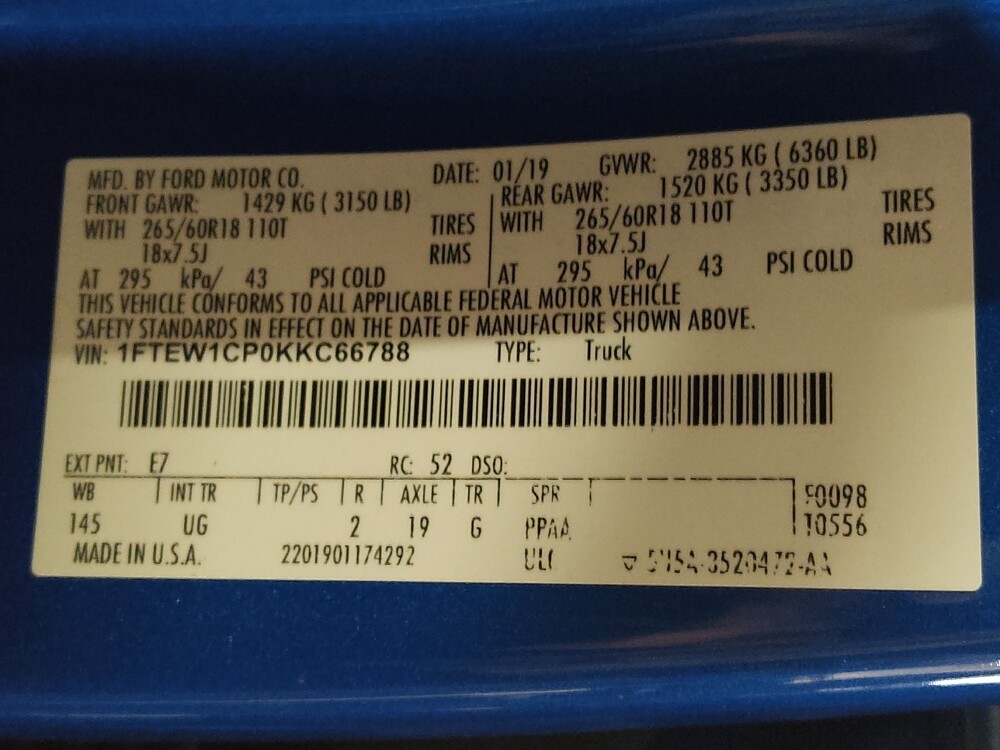 MFD. BY FORD MOTOR CO. DATE: 01/19 GVWR: 2885 KG ( 6360 LB)
FRONT GAWR: 1429 KG ( 3150 LB) REAR GAWR: 1520 KG ( 3350 LB)
WITH 265/60R18 110T TIRES WITH 265/60R18 110T TIRES
18x7.5J RIMS 18x7.5J RIMS
AT 295 kPa/ 43 PSI COLD AT 295 kPa/ 43 PSI COLD
THIS VEHICLE CONFORMS TO ALL APPLICABLE FEDERAL MOTOR VEHICLE
SAFETY STANDARDS IN EFFECT ON THE DATE OF MANUFACTURE SHOWN ABOVE.
VIN: 1FTEW1CP0KKC66788 TYPE: Truck
EXT PNT: E7 RC: 52 DSO:
WB INT TR TP/PS R AXLE TR SPR F0098
145 UG 2 19 G PPAA T0556
MADE IN U.S.A. 2201901174292